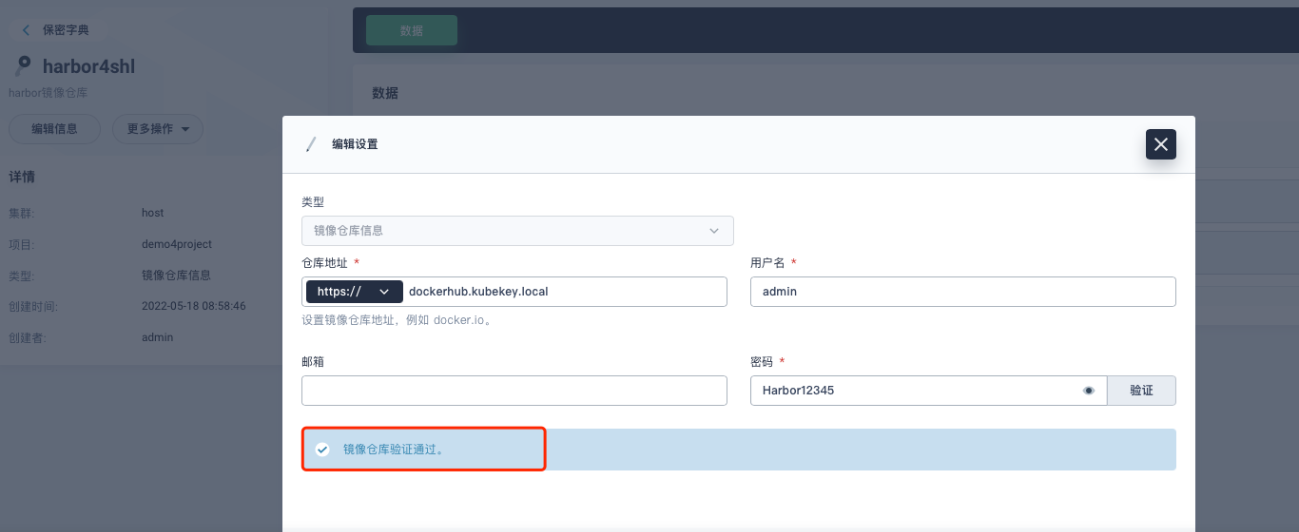 保密字典
harbor4shl
harbor镜像仓库
编辑信息 更多操作
详情
集群: host
项目: demo4project
类型: 镜像仓库信息
创建时间: 2022-05-18 08:58:46
创建者: admin
数据
数据
编辑设置
类型
镜像仓库信息
仓库地址 * 用户名 *
https:// dockerhub.kubekey.local admin
设置镜像仓库地址，例如 docker.io。
邮箱 密码 *
Harbor12345 验证
镜像仓库验证通过。